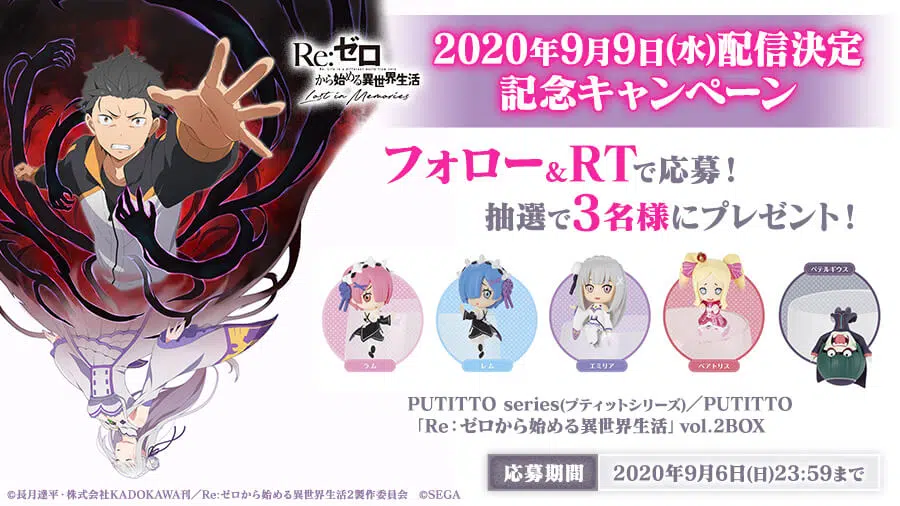 Re:ゼロ
Re: Life in a different world from zero
から始める異世界生活
Lost in Memories
2020年9月9日(水)配信決定
記念キャンペーン
フォロー&RTで応募!
抽選で3名様にプレゼント!
ラム
レム
エミリア
ベアトリス
ペテルギウス
PUTITTO series(プティットシリーズ)/PUTITTO
「Re:ゼロから始める異世界生活」vol.2BOX
応募期間 2020年9月6日(日)23:59まで
©長月達平・株式会社KADOKAWA刊/Re:ゼロから始める異世界生活2製作委員会 ©SEGA